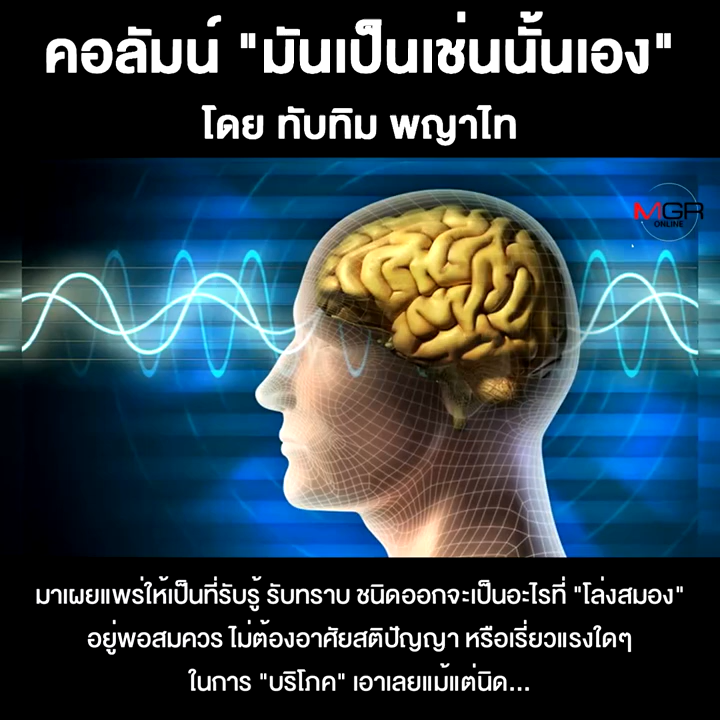 คอลัมน์ "มันเป็นเช่นนั้นเอง"
โดย ทับทิม พญาไท
MGR
ONLINE
มาเผยแพร่ให้เป็นที่รับรู้ รับทราบ ชนิดออกจะเป็นอะไรที่ "โล่งสมอง"
อยู่พอสมควร ไม่ต้องอาศัยสติปัญญา หรือเรี่ยวแรงใดๆ
ในการ "บริโภค" เอาเลยแม้แต่นิด...